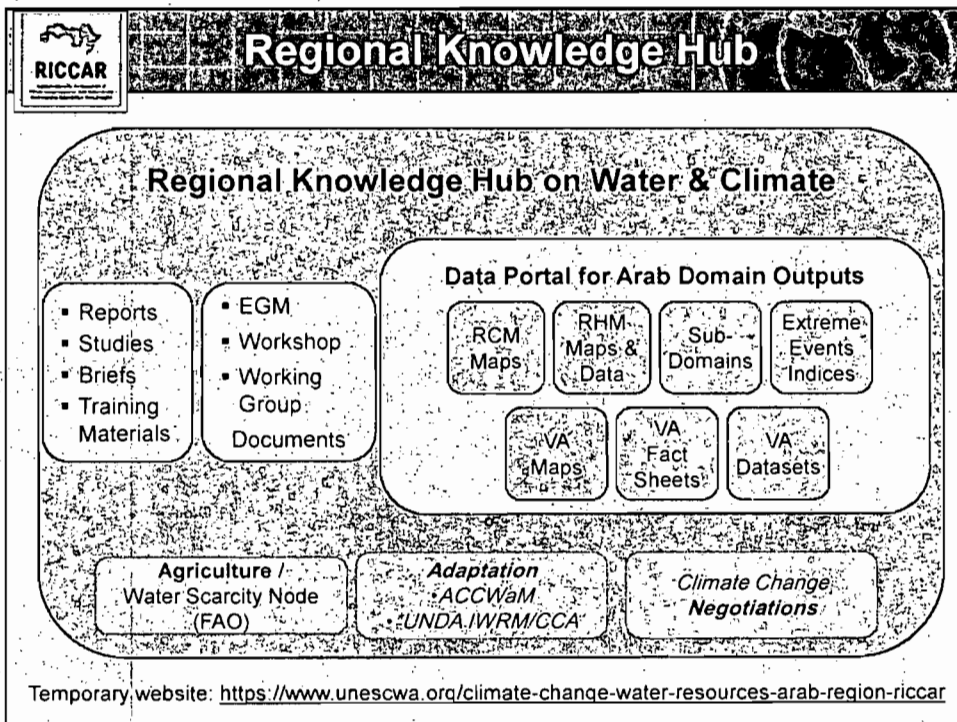 RICCAR
Regional Knowledge Hub
Regional Knowledge Hub on Water & Climate
▪ Reports
▪ Studies
▪ Briefs
▪ Training
Materials
▪ EGM
▪ Workshop
▪ Working
Group
Documents
Data Portal for Arab Domain Outputs
RCM
Maps
RHM
Maps &
Data
Sub-
Domains
Extreme
Events
Indices
VA
Maps
VA
Fact
Sheets
VA
Datasets
Agriculture /
Water Scarcity Node
(FAO)
Adaptation
•ACCWaM
•UNDA IWRM/CCA
Climate Change
Negotiations
Temporary website: https://www.unescwa.org/climate-change-water-resources-arab-region-riccar